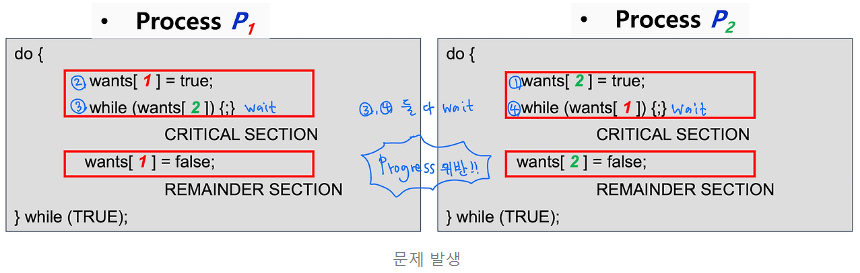 • Process P1
do {
② wants[ 1 ] = true;
③ while (wants[ 2 ]) {;} wait
CRITICAL SECTION
wants[ 1 ] = false;
REMAINDER SECTION
} while (TRUE);
③,④ 둘 다 wait
Progress 위반!!
• Process P2
do {
① wants[ 2 ] = true;
④ while (wants[ 1 ]) {;} wait
CRITICAL SECTION
wants[ 2 ] = false;
REMAINDER SECTION
} while (TRUE);
문제 발생